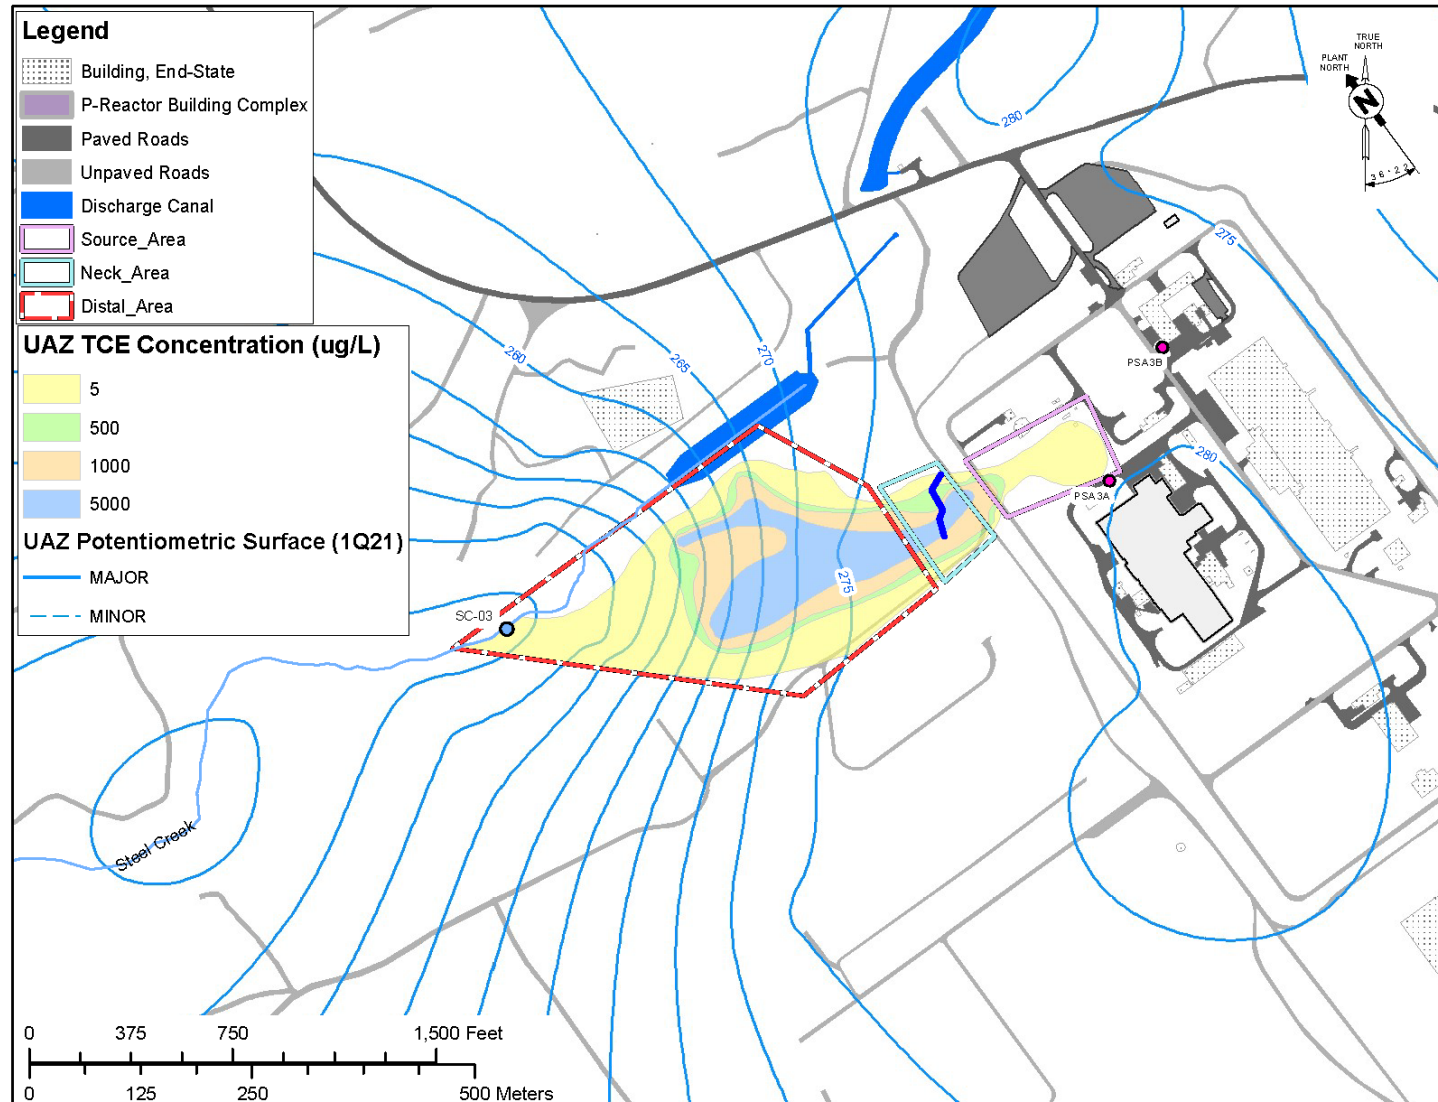 Legend
Building, End-State
P-Reactor Building Complex
Paved Roads
Unpaved Roads
Discharge Canal
Source_Area
Neck_Area
Distal_Area
UAZ TCE Concentration (ug/L)
5
500
1000
5000
UAZ Potentiometric Surface (1Q21)
MAJOR
MINOR
TRUE
NORTH
PLANT
NORTH
N
36·22
280
275
260
265
270
PSA3B
280
PSA3A
275
SC-03
Steel Creek
0 375 750 1,500 Feet
0 125 250 500 Meters